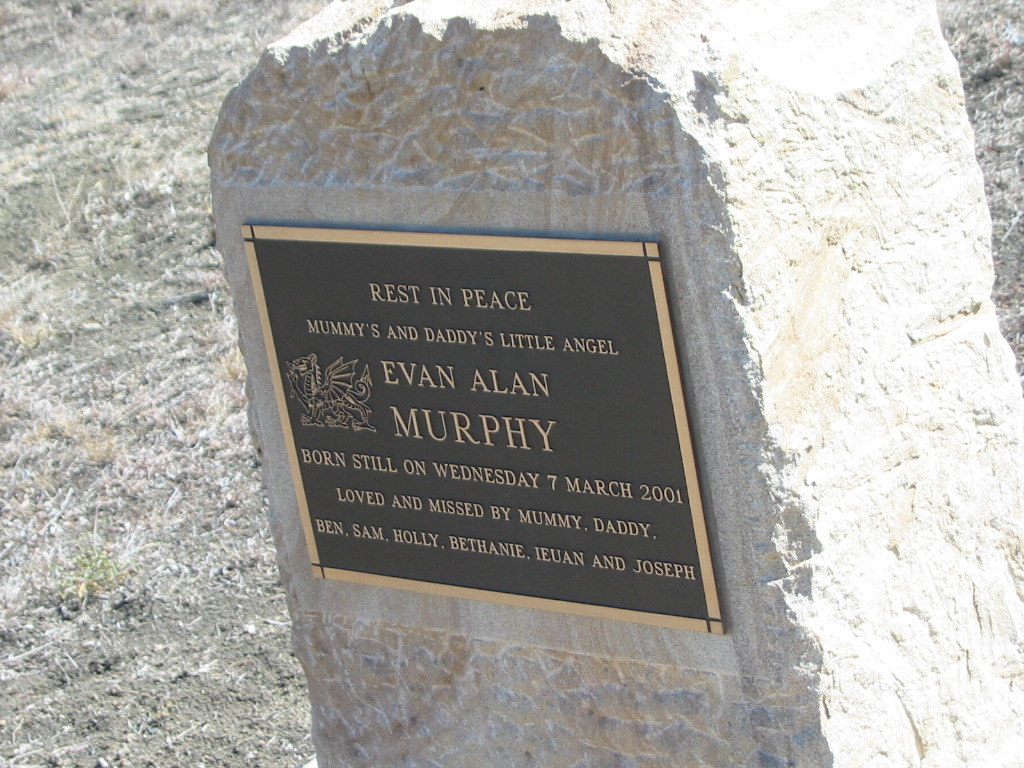 REST IN PEACE
MUMMY'S AND DADDY'S LITTLE ANGEL
EVAN ALAN
MURPHY
BORN STILL ON WEDNESDAY 7 MARCH 2001
LOVED AND MISSED BY MUMMY, DADDY,
BEN, SAM, HOLLY, BETHANIE, IEUAN AND JOSEPH